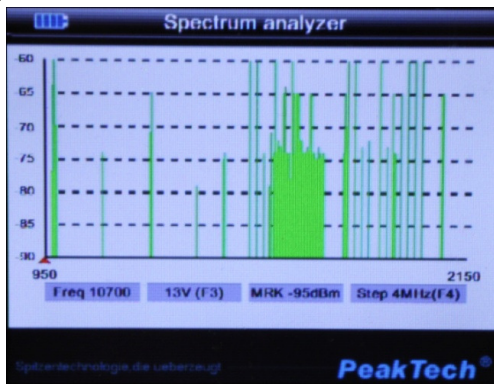 Spectrum analyzer
-60
-65
-70
-75
-80
-85
-90
950 2150
Freq 10700 13V (F3) MRK -95dBm Step 4MHz(F4)
Spitzentechnologie,die ueberzeugt
PeakTech®